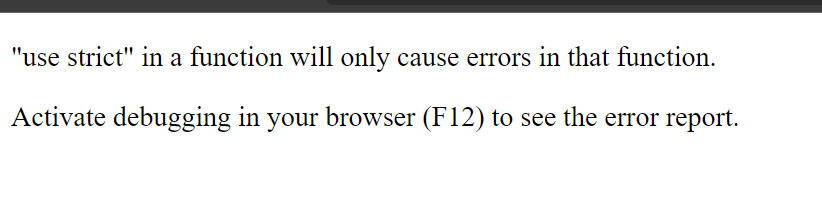 "use strict" in a function will only cause errors in that function.
Activate debugging in your browser (F12) to see the error report.